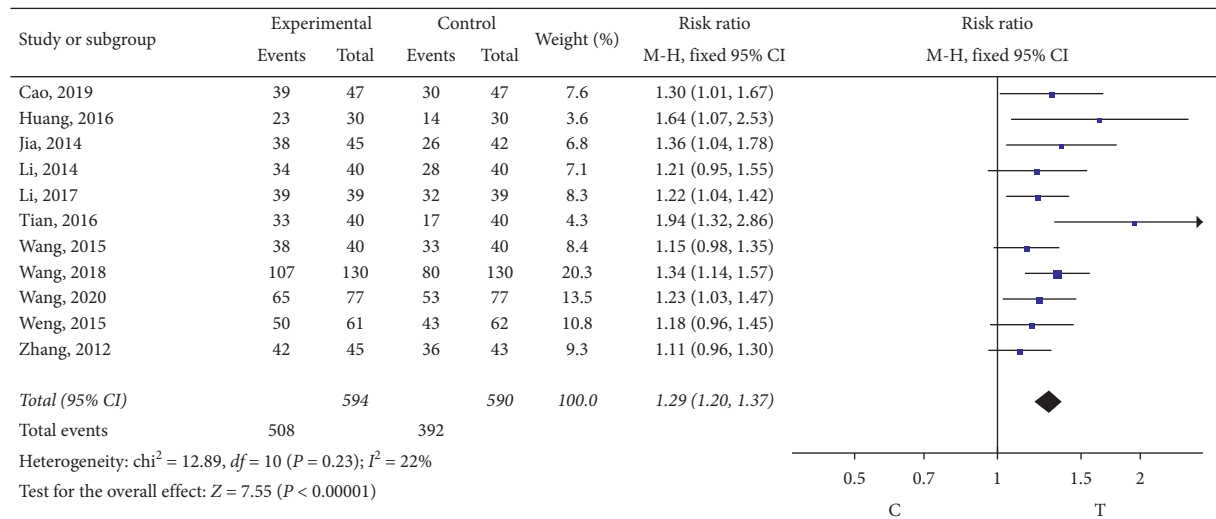 Study or subgroup Experimental Control Weight (%) Risk ratio Risk ratio
Events Total Events Total M-H, fixed 95% CI M-H, fixed 95% CI
Cao, 2019 39 47 30 47 7.6 1.30 (1.01, 1.67)
Huang, 2016 23 30 14 30 3.6 1.64 (1.07, 2.53)
Jia, 2014 38 45 26 42 6.8 1.36 (1.04, 1.78)
Li, 2014 34 40 28 40 7.1 1.21 (0.95, 1.55)
Li, 2017 39 39 32 39 8.3 1.22 (1.04, 1.42)
Tian, 2016 33 40 17 40 4.3 1.94 (1.32, 2.86)
Wang, 2015 38 40 33 40 8.4 1.15 (0.98, 1.35)
Wang, 2018 107 130 80 130 20.3 1.34 (1.14, 1.57)
Wang, 2020 65 77 53 77 13.5 1.23 (1.03, 1.47)
Weng, 2015 50 61 43 62 10.8 1.18 (0.96, 1.45)
Zhang, 2012 42 45 36 43 9.3 1.11 (0.96, 1.30)
Total (95% CI) 594 590 100.0 1.29 (1.20, 1.37)
Total events 508 392
Heterogeneity: chi² = 12.89, df = 10 (P = 0.23); I² = 22%
Test for the overall effect: Z = 7.55 (P < 0.00001)
0.5 0.7 1 1.5 2
C T